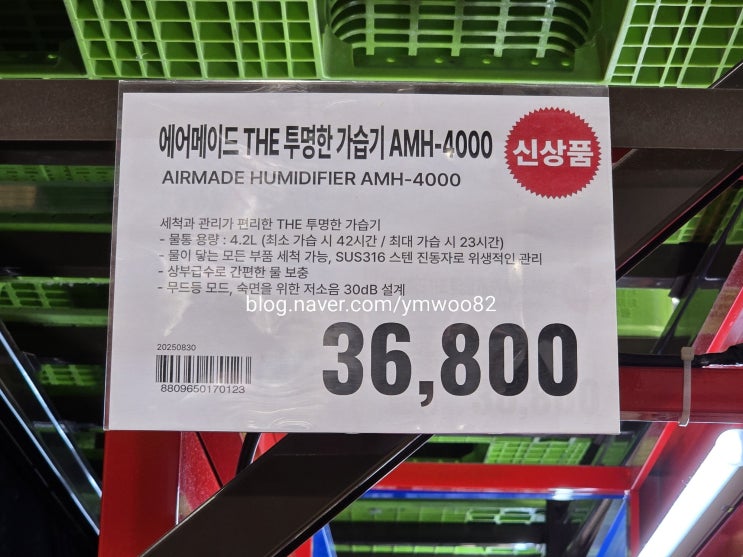 에어메이드 THE 투명한 가습기 AMH-4000
신상품
AIRMADE HUMIDIFIER AMH-4000
세척과 관리가 편리한 THE 투명한 가습기
- 물통 용량 : 4.2L (최소 가습 시 42시간 / 최대 가습 시 23시간)
- 물이 닿는 모든 부품 세척 가능, SUS316 스텐 진동자로 위생적인 관리
- 상부급수로 간편한 물 보충
- 무드등 모드, 숙면을 위한 저소음 30dB 설계
blog.naver.com/ymwoo82
36,800
20250830
8809650170123